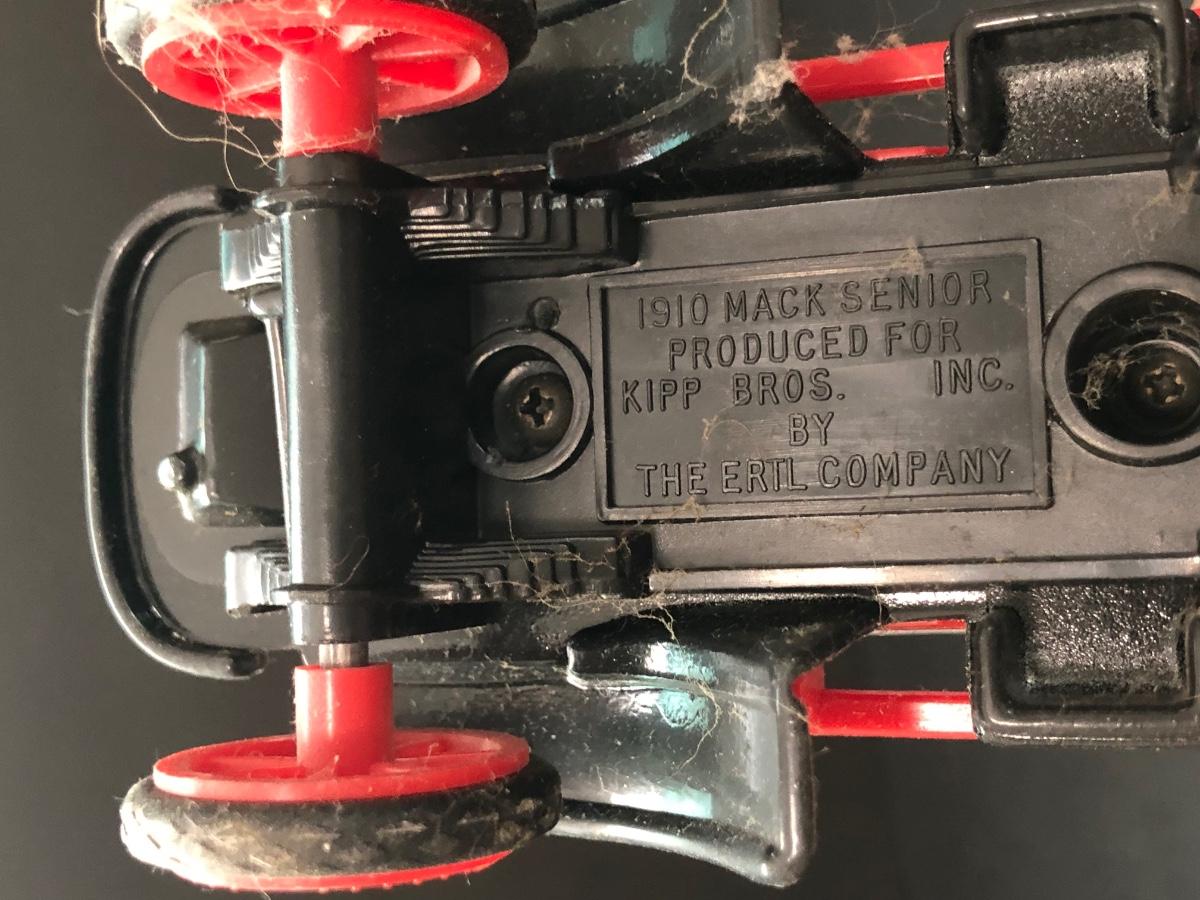 1910 MACK SENIOR
PRODUCED FOR
KIPP BROS. INC.
BY
THE ERTL COMPANY